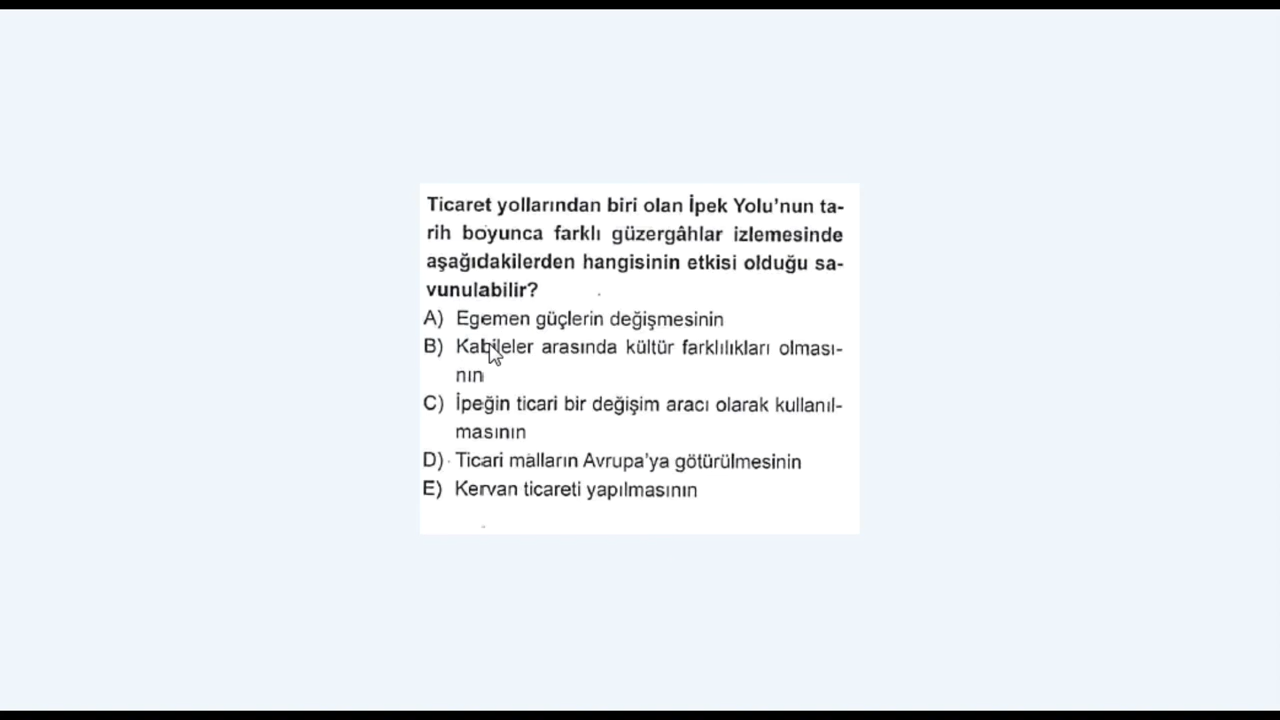 Ticaret yollarından biri olan İpek Yolu'nun ta-
rih boyunca farklı güzergâhlar izlemesinde
aşağıdakilerden hangisinin etkisi olduğu sa-
vunulabilir?
A) Egemen güçlerin değişmesinin
B) Kabileler arasında kültür farklılıkları olması-
nın
C) İpeğin ticari bir değişim aracı olarak kullanıl-
masının
D) Ticari malların Avrupa'ya götürülmesinin
E) Kervan ticareti yapılmasının